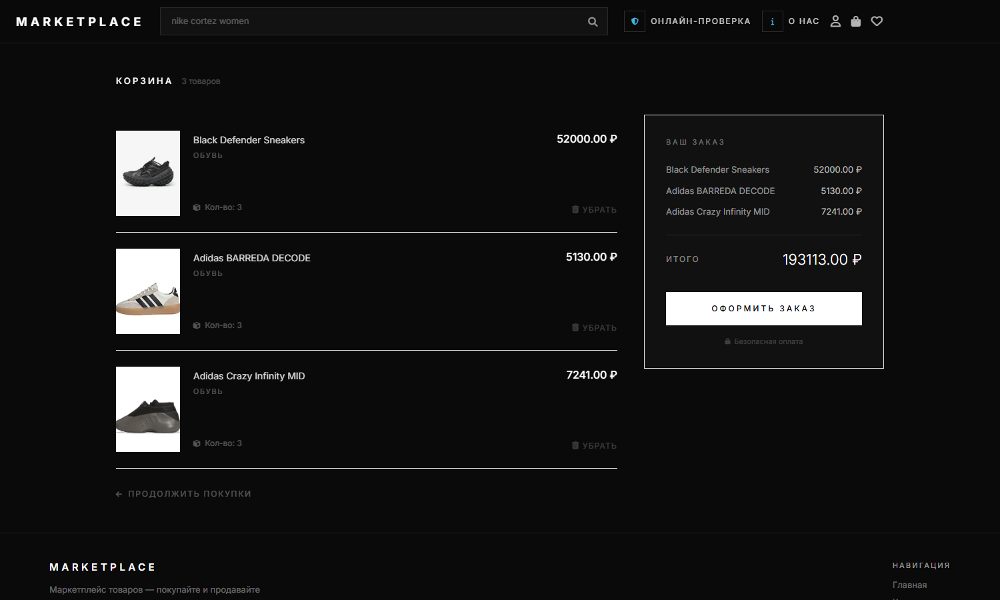 MARKETPLACE
nike cortez women
ОНЛАЙН-ПРОВЕРКА
О НАС
КОРЗИНА 3 товаров
Black Defender Sneakers
52000.00 ₽
ОБУВЬ
Кол-во: 3
УБРАТЬ
Adidas BARREDA DECODE
5130.00 ₽
ОБУВЬ
Кол-во: 3
УБРАТЬ
Adidas Crazy Infinity MID
7241.00 ₽
ОБУВЬ
Кол-во: 3
УБРАТЬ
← ПРОДОЛЖИТЬ ПОКУПКИ
ВАШ ЗАКАЗ
Black Defender Sneakers 52000.00 ₽
Adidas BARREDA DECODE 5130.00 ₽
Adidas Crazy Infinity MID 7241.00 ₽
ИТОГО 193113.00 ₽
ОФОРМИТЬ ЗАКАЗ
Безопасная оплата
MARKETPLACE
Маркетплейс товаров — покупайте и продавайте
НАВИГАЦИЯ
Главная